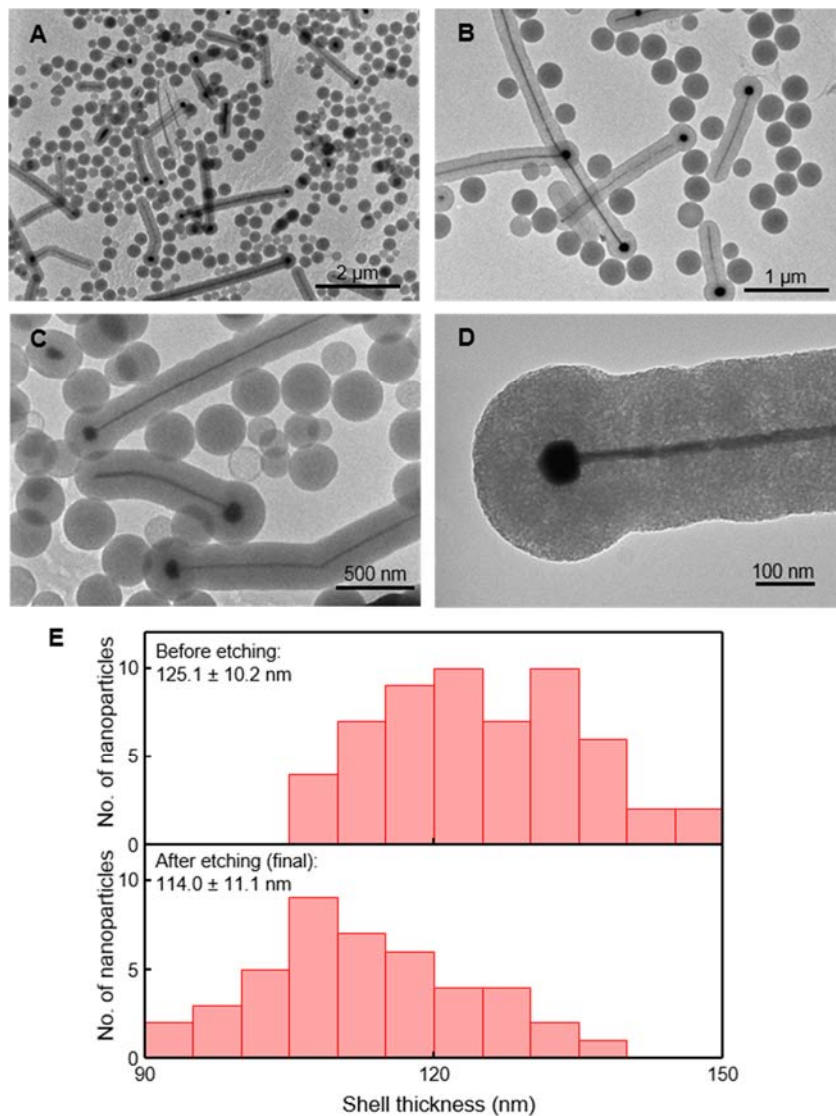 A
2 µm
B
1 µm
C
500 nm
D
100 nm
E
Before etching:
125.1 ± 10.2 nm
No. of nanoparticles
10
5
0
After etching (final):
114.0 ± 11.1 nm
No. of nanoparticles
10
5
0
90
120
150
Shell thickness (nm)